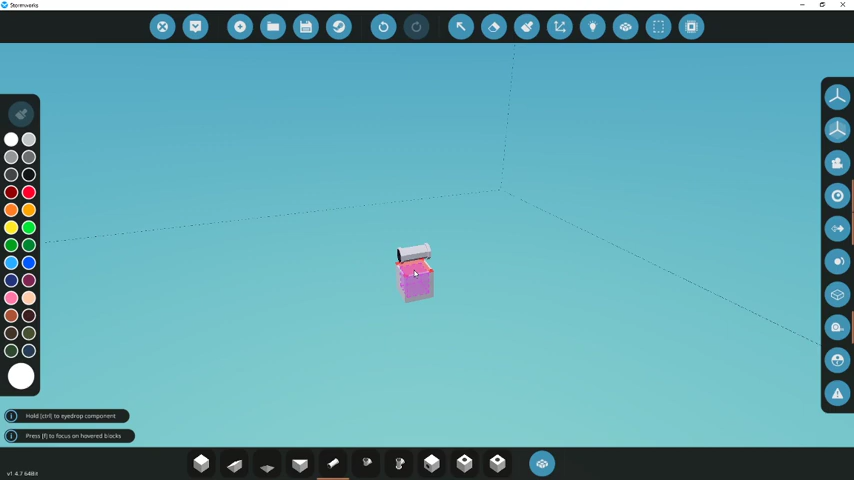 Stormworks
Hold [ctrl] to eyedrop component
Press [f] to focus on hovered blocks
v1.4.7 64Bit